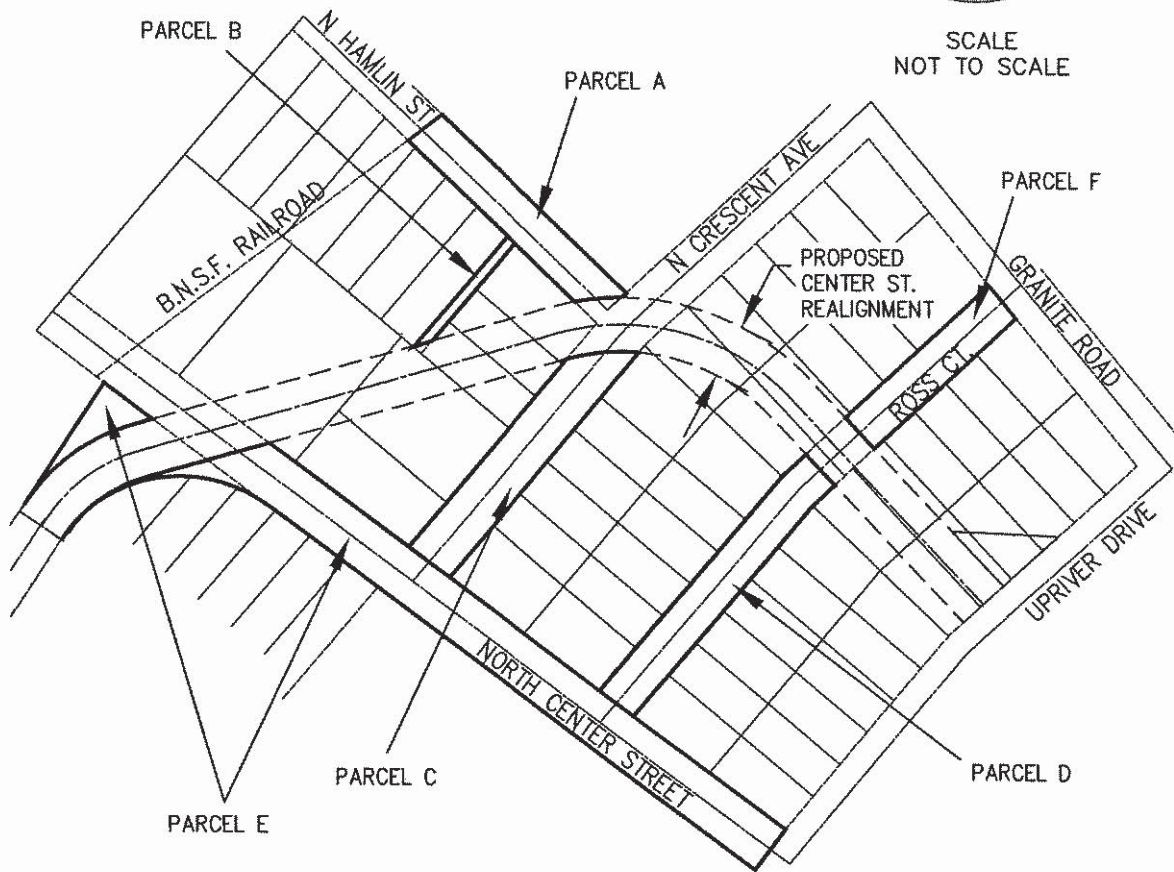 SCALE
NOT TO SCALE
PARCEL B
N HAMLIN ST
PARCEL A
N CRESCENT AVE
PARCEL F
B.N.S.F. RAILROAD
PROPOSED
CENTER ST.
REALIGNMENT
GRANITE ROAD
ROSS CT.
UPRIVER DRIVE
NORTH CENTER STREET
PARCEL C
PARCEL D
PARCEL E